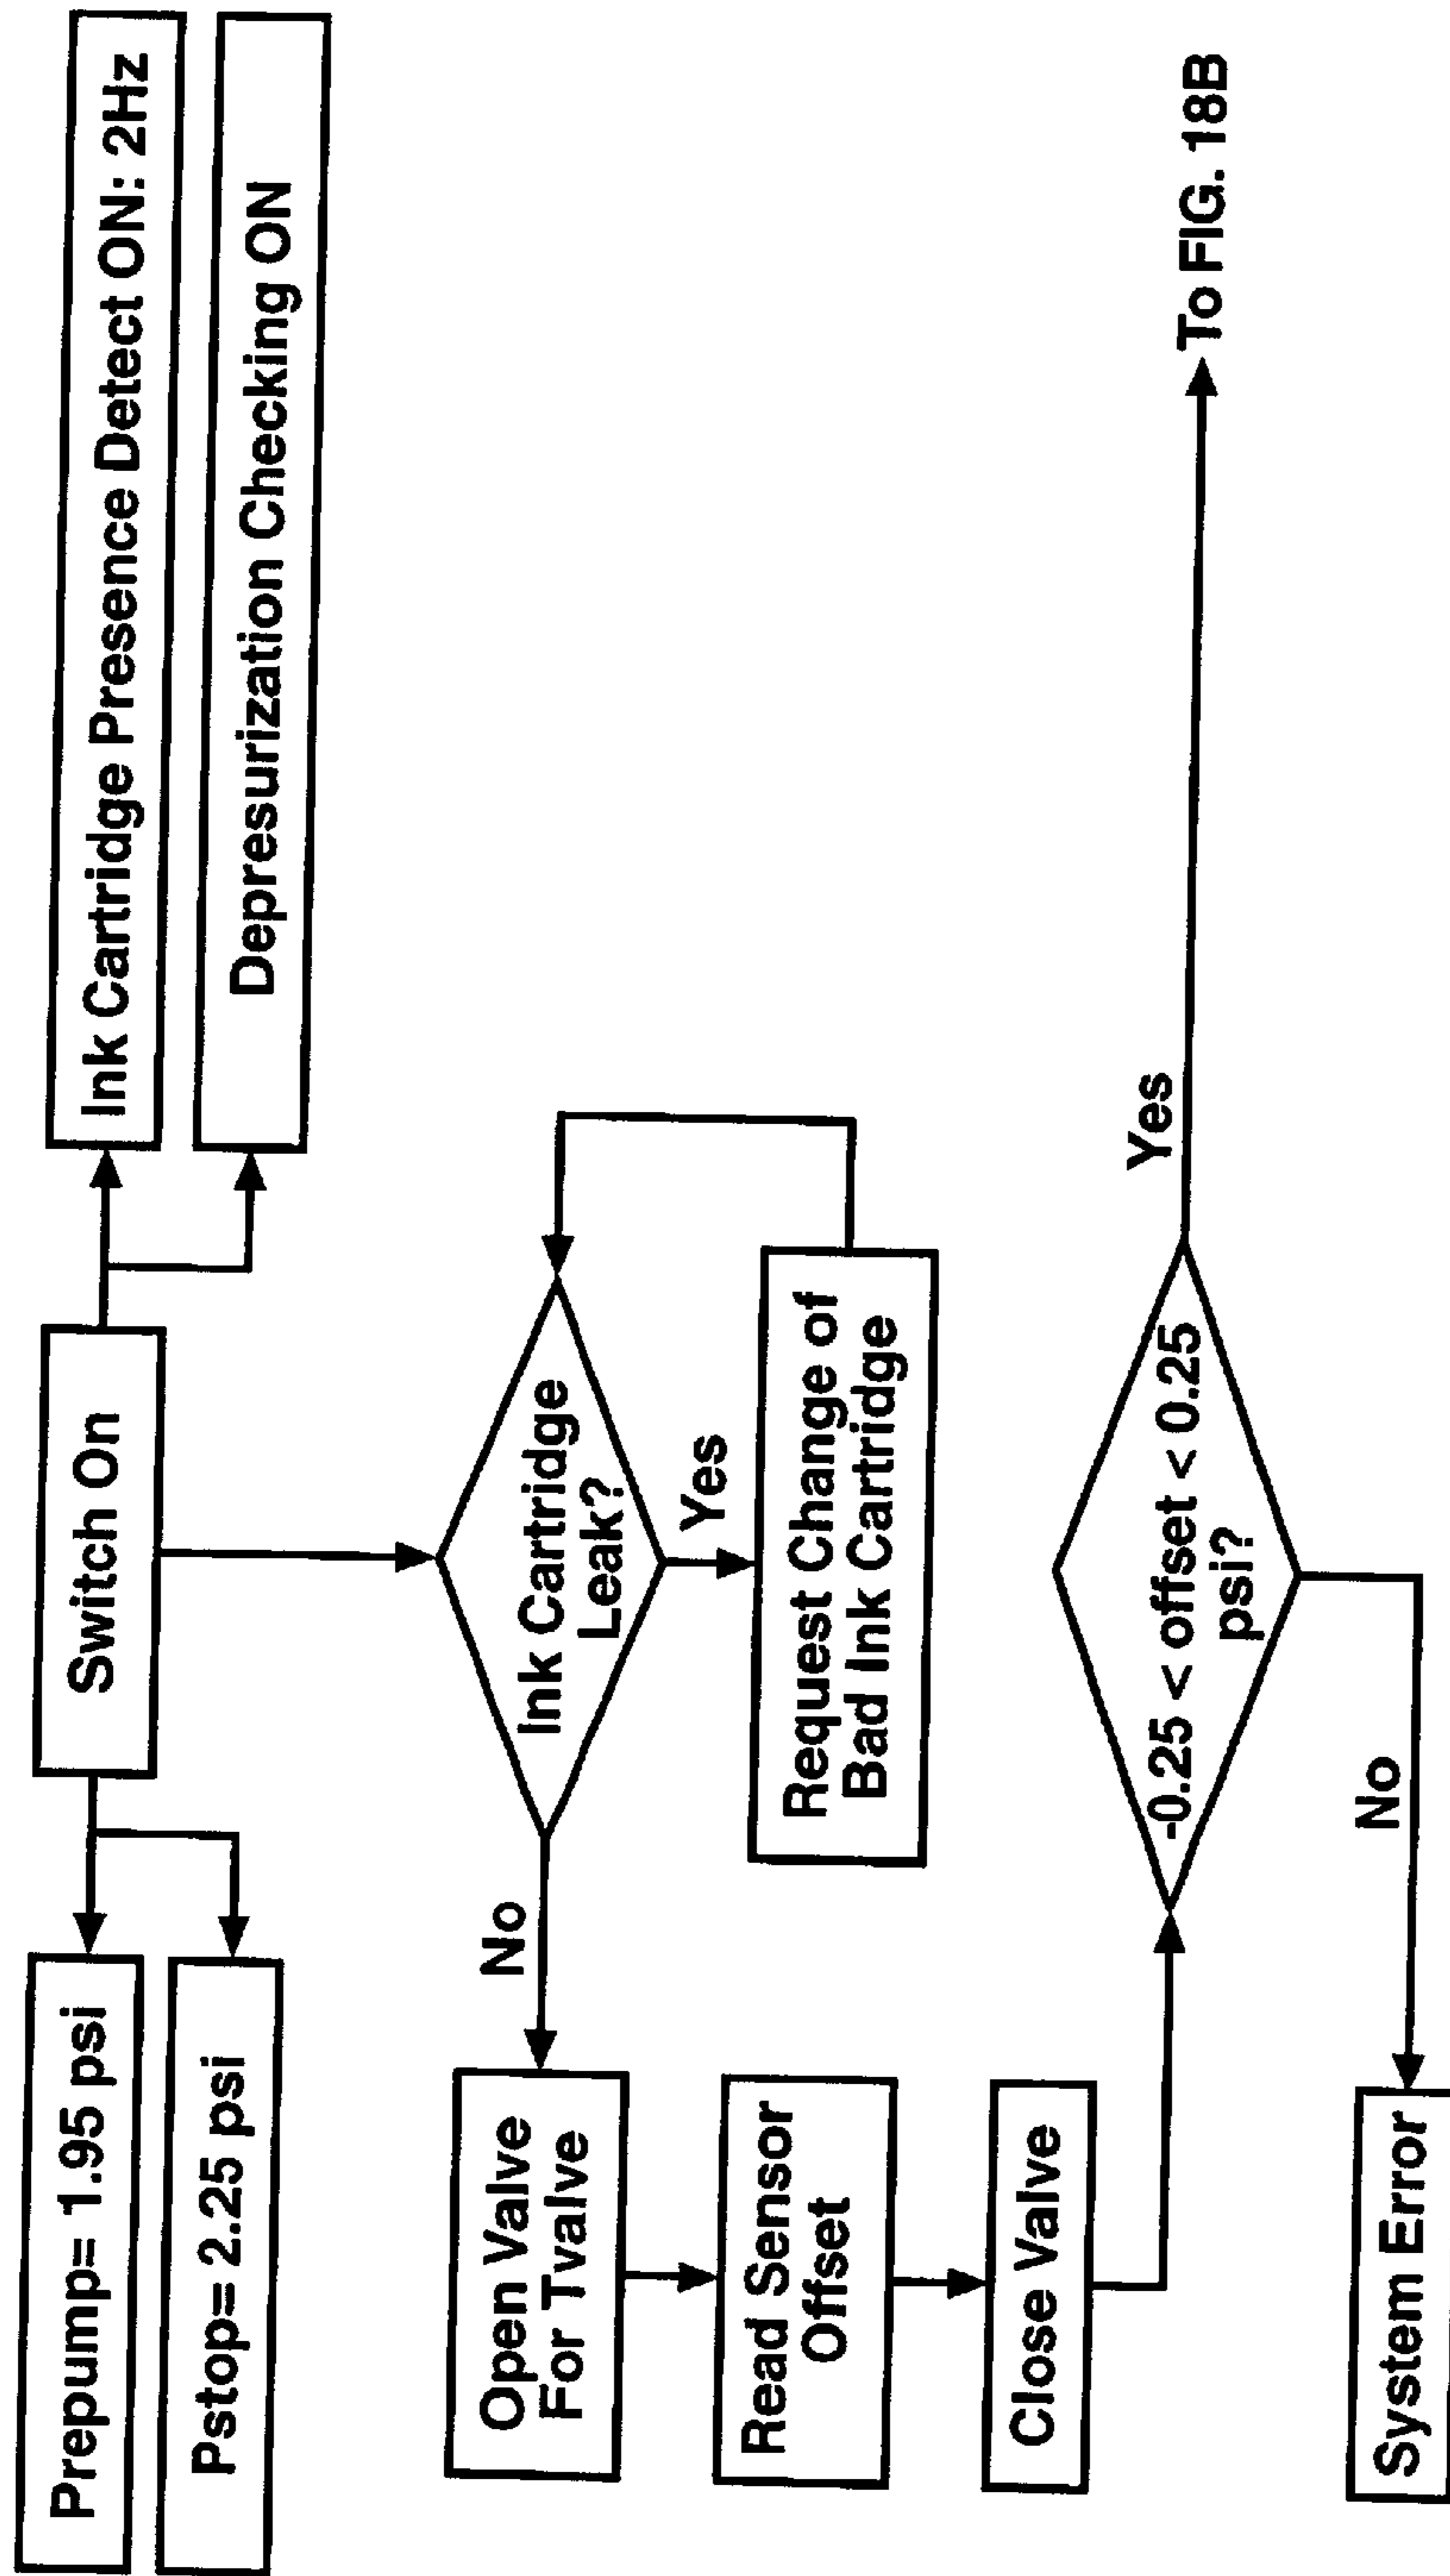 Prepump= 1.95 psi
Pstop= 2.25 psi
Switch On
Ink Cartridge Presence Detect ON: 2Hz
Depresurization Checking ON
Ink Cartridge
Leak?
No
Yes
Request Change of
Bad Ink Cartridge
Open Valve
For Tvalve
Read Sensor
Offset
Close Valve
-0.25 < offset < 0.25
psi?
Yes
To FIG. 18B
No
System Error